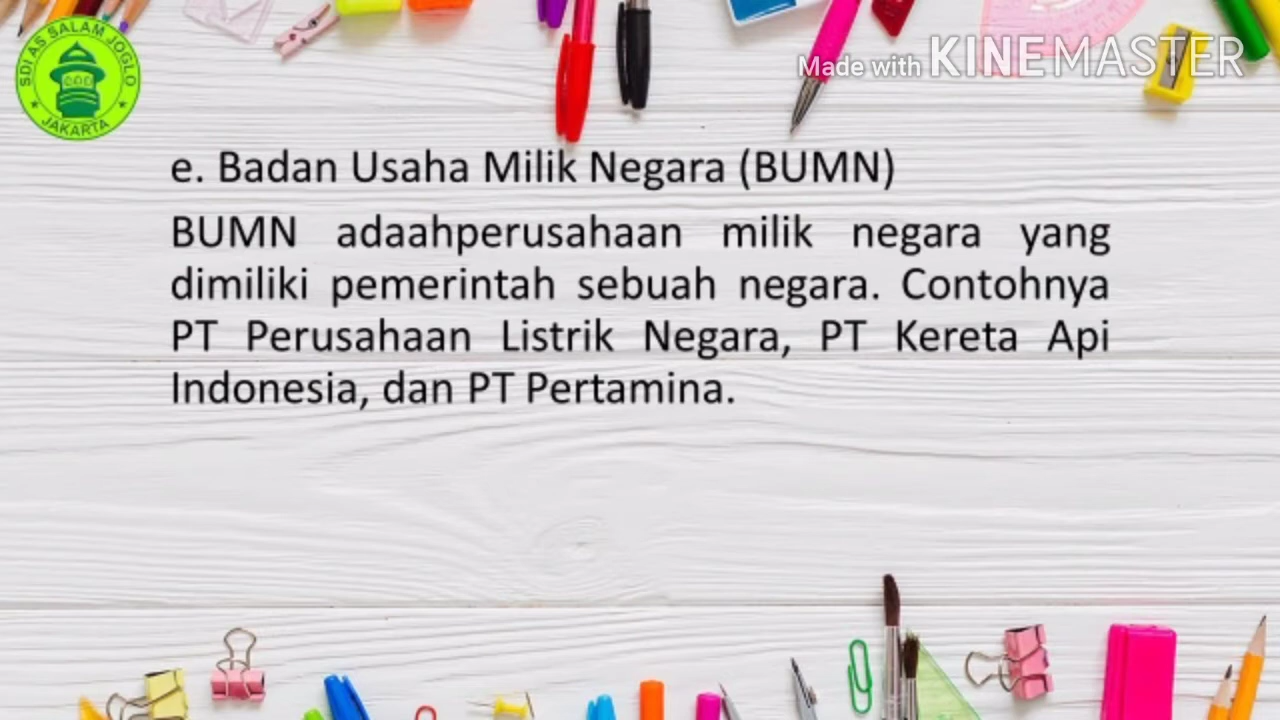 SDI AS SALAM JOGLO
JAKARTA
Made with KINEMASTER
e. Badan Usaha Milik Negara (BUMN)
BUMN adaahperusahaan milik negara yang
dimiliki pemerintah sebuah negara. Contohnya
PT Perusahaan Listrik Negara, PT Kereta Api
Indonesia, dan PT Pertamina.